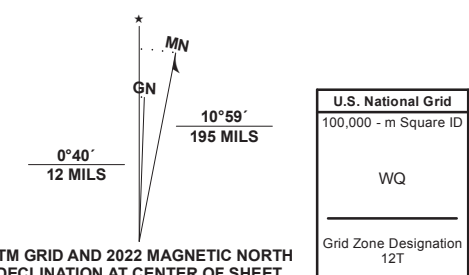 MN
GN
10°59´
195 MILS
0°40´
12 MILS
TM GRID AND 2022 MAGNETIC NORTH
DECLINATION AT CENTER OF SHEET
U.S. National Grid
100,000 - m Square ID
WQ
Grid Zone Designation
12T